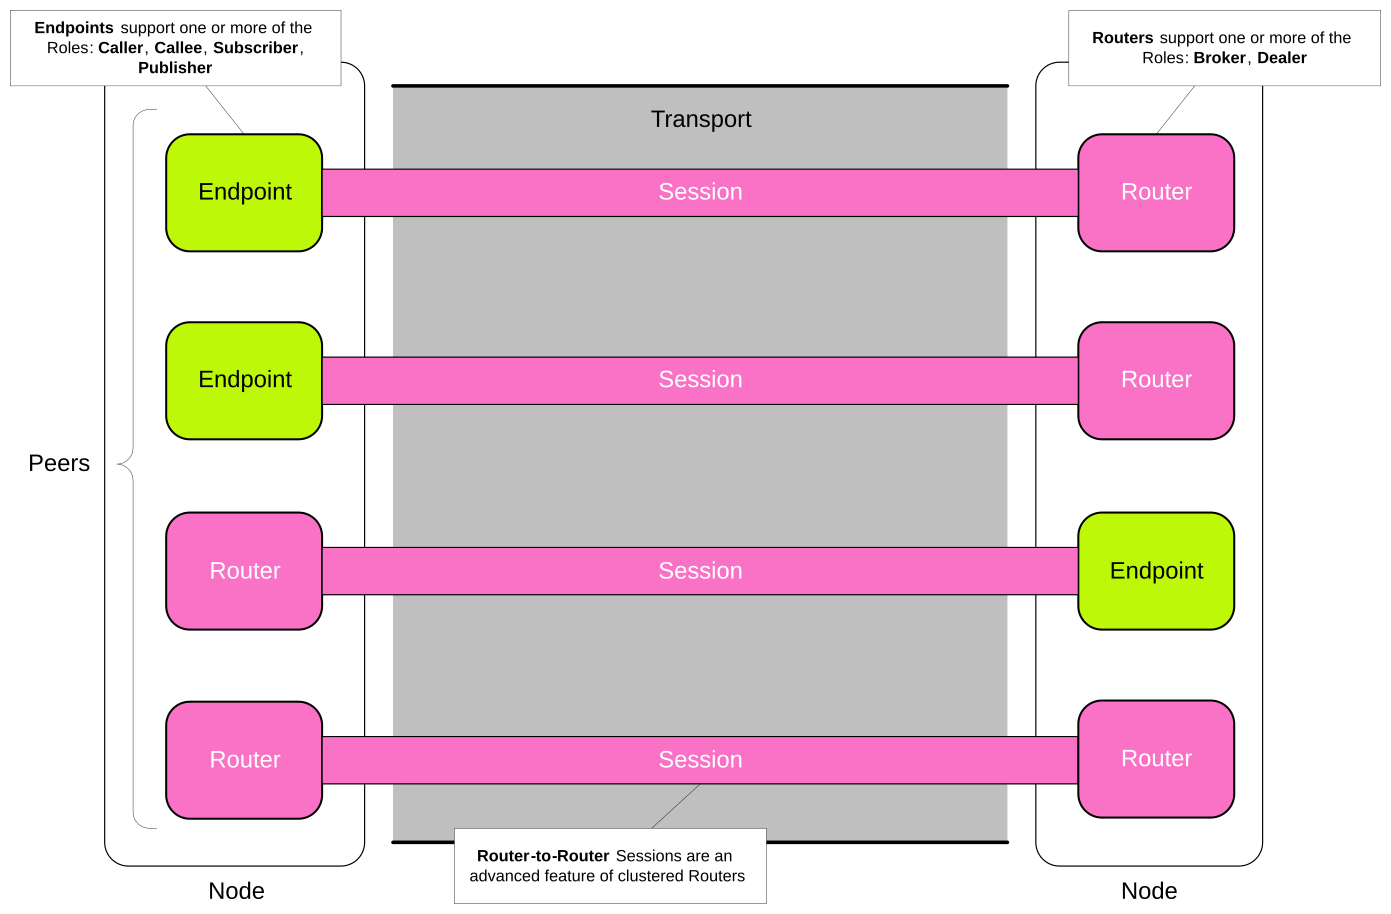 Endpoints support one or more of the
Roles: Caller, Callee, Subscriber,
Publisher
Routers support one or more of the
Roles: Broker, Dealer
Transport
Endpoint
Session
Router
Endpoint
Session
Router
Peers
Router
Session
Endpoint
Router
Session
Router
Router-to-Router Sessions are an
advanced feature of clustered Routers
Node
Node